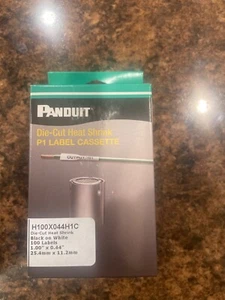 PANDUIT
Die-Cut Heat Shrink
P1 LABEL CASSETTE
H100X044H1C
Die-Cut Heat Shrink
Black on White
100 Labels
1.00" x 0.44"
25.4mm x 11.2mm